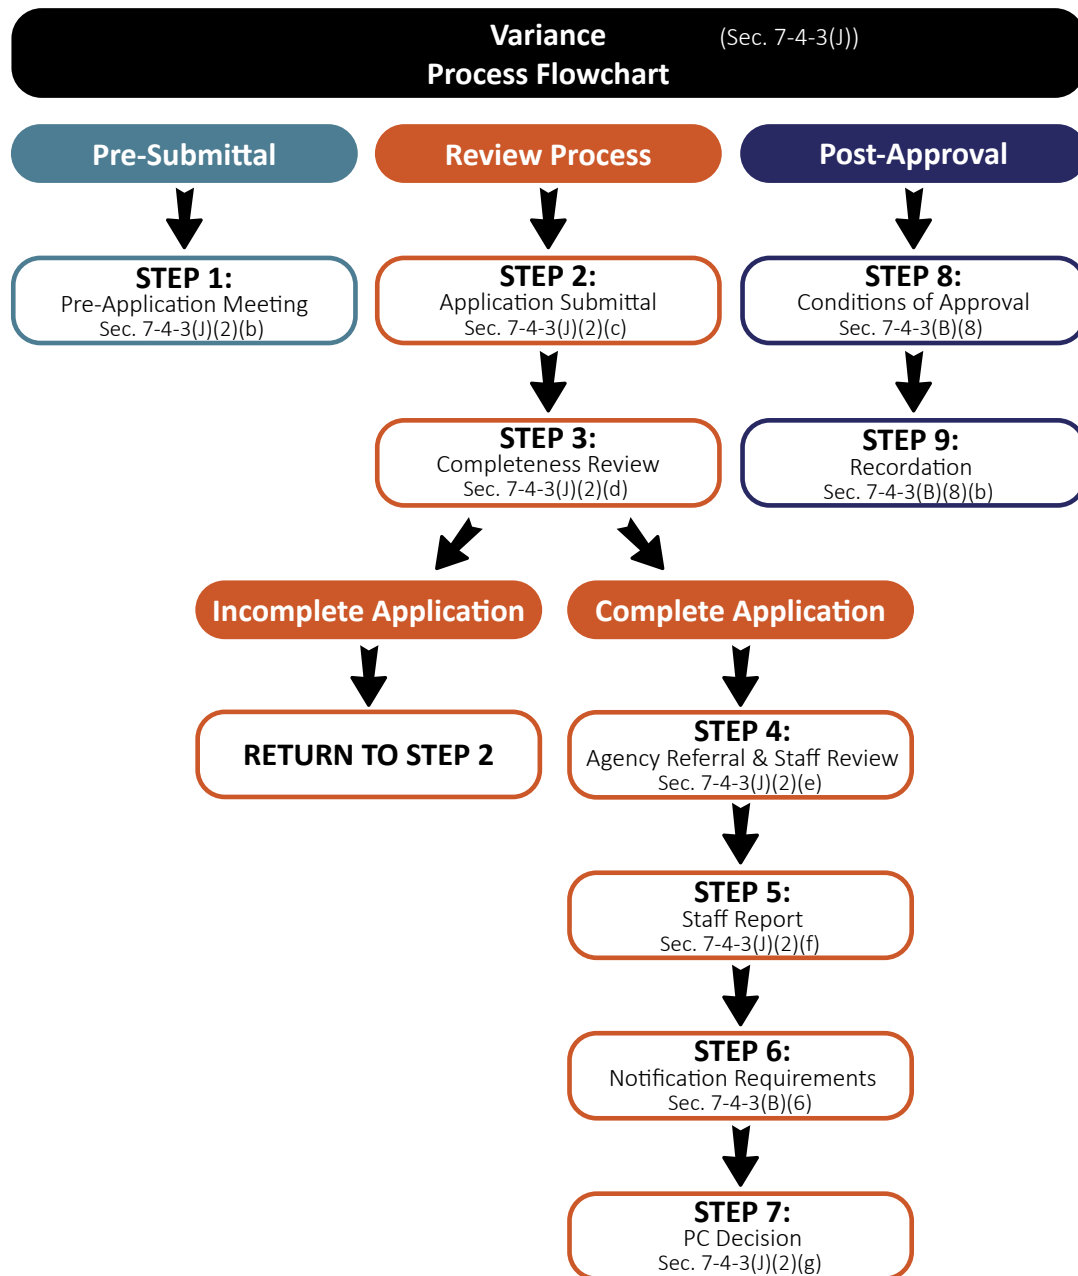 Variance (Sec. 7-4-3(J))
Process Flowchart
Pre-Submittal
STEP 1:
Pre-Application Meeting
Sec. 7-4-3(J)(2)(b)
Review Process
STEP 2:
Application Submittal
Sec. 7-4-3(J)(2)(c)
STEP 3:
Completeness Review
Sec. 7-4-3(J)(2)(d)
Incomplete Application
RETURN TO STEP 2
Complete Application
STEP 4:
Agency Referral & Staff Review
Sec. 7-4-3(J)(2)(e)
STEP 5:
Staff Report
Sec. 7-4-3(J)(2)(f)
STEP 6:
Notification Requirements
Sec. 7-4-3(B)(6)
STEP 7:
PC Decision
Sec. 7-4-3(J)(2)(g)
Post-Approval
STEP 8:
Conditions of Approval
Sec. 7-4-3(B)(8)
STEP 9:
Recordation
Sec. 7-4-3(B)(8)(b)